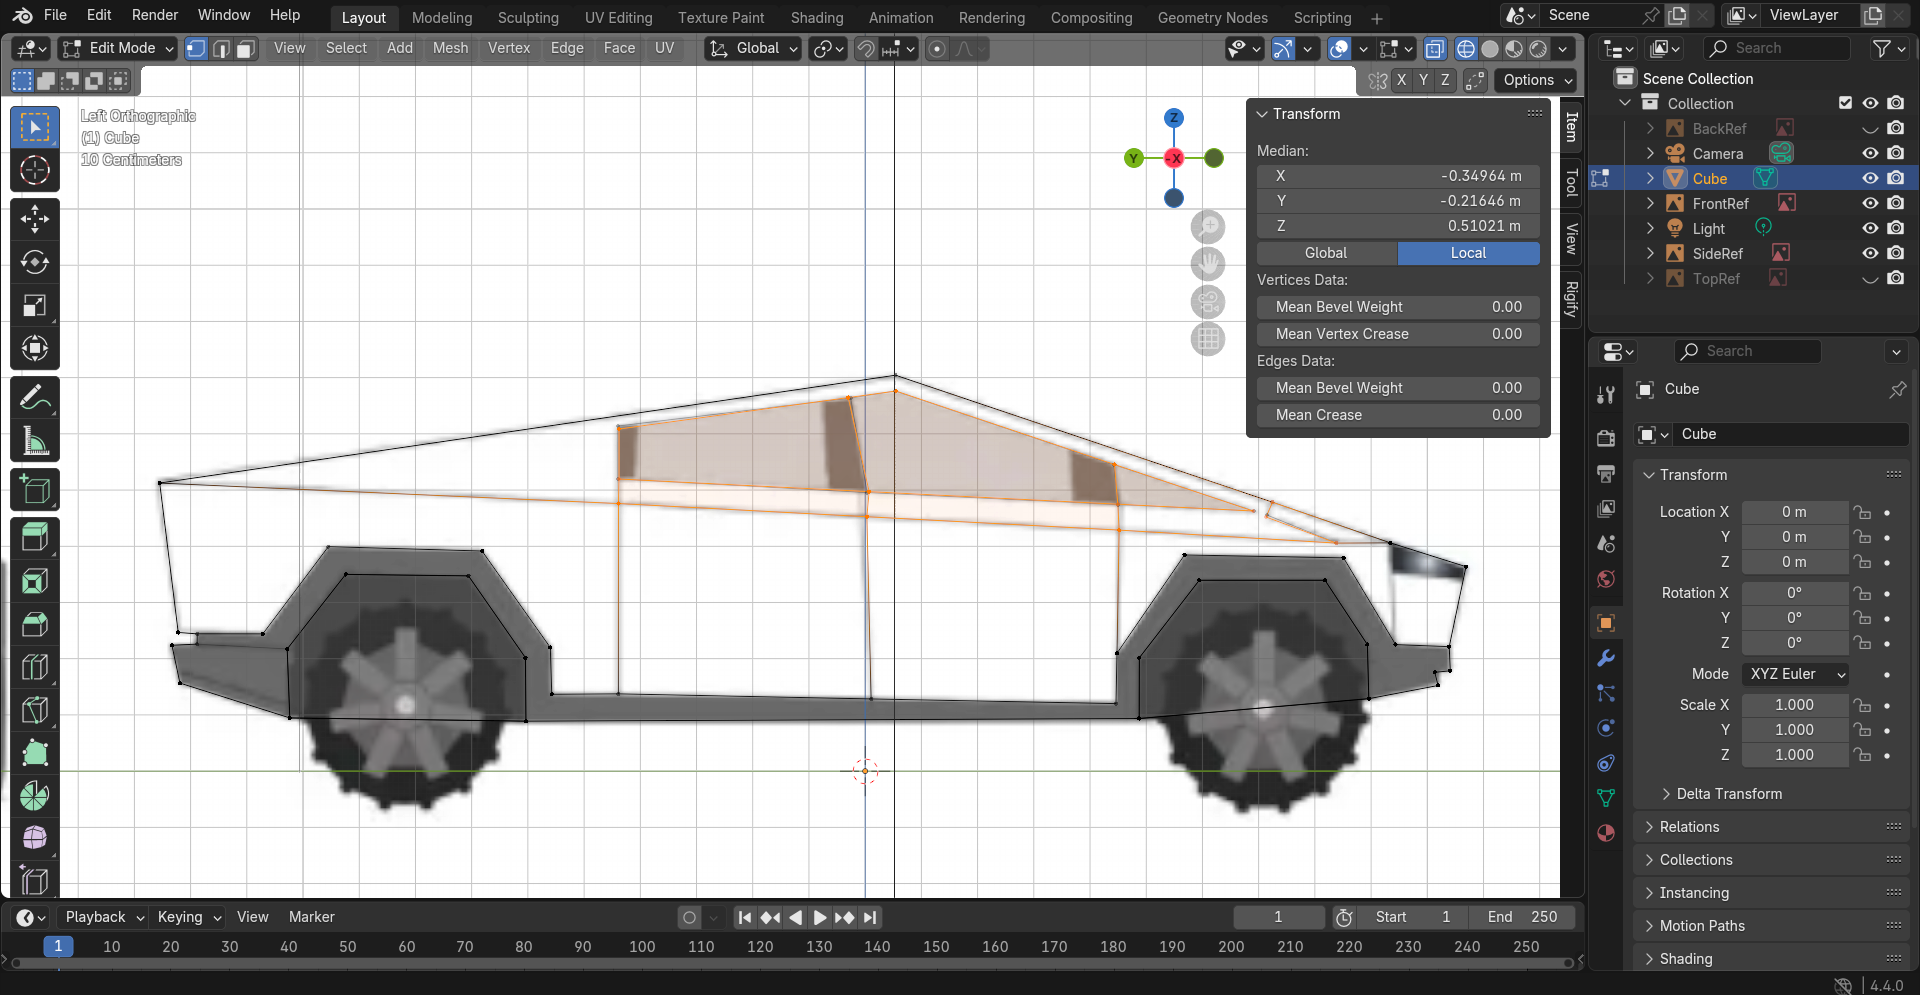 File Edit Render Window Help Layout Modeling Sculpting UV Editing Texture Paint Shading Animation Rendering Compositing Geometry Nodes Scripting + Scene ViewLayer
Edit Mode View Select Add Mesh Vertex Edge Face UV Global Search
X Y Z Options
Scene Collection
Left Orthographic
(1) Cube
10 Centimeters
Z
Y
-X
Transform
Median:
X -0.34964 m
Y -0.21646 m
Z 0.51021 m
Global Local
Vertices Data:
Mean Bevel Weight 0.00
Mean Vertex Crease 0.00
Edges Data:
Mean Bevel Weight 0.00
Mean Crease 0.00
Item
Tool
View
Rigify
Collection
BackRef
Camera
Cube
FrontRef
Light
SideRef
TopRef
Search
Cube
Cube
Transform
Location X 0 m
Y 0 m
Z 0 m
Rotation X 0°
Y 0°
Z 0°
Mode XYZ Euler
Scale X 1.000
Y 1.000
Z 1.000
Delta Transform
Relations
Collections
Instancing
Motion Paths
Shading
Playback Keying View Marker 1 Start 1 End 250
1 10 20 30 40 50 60 70 80 90 100 110 120 130 140 150 160 170 180 190 200 210 220 230 240 250
4.4.0